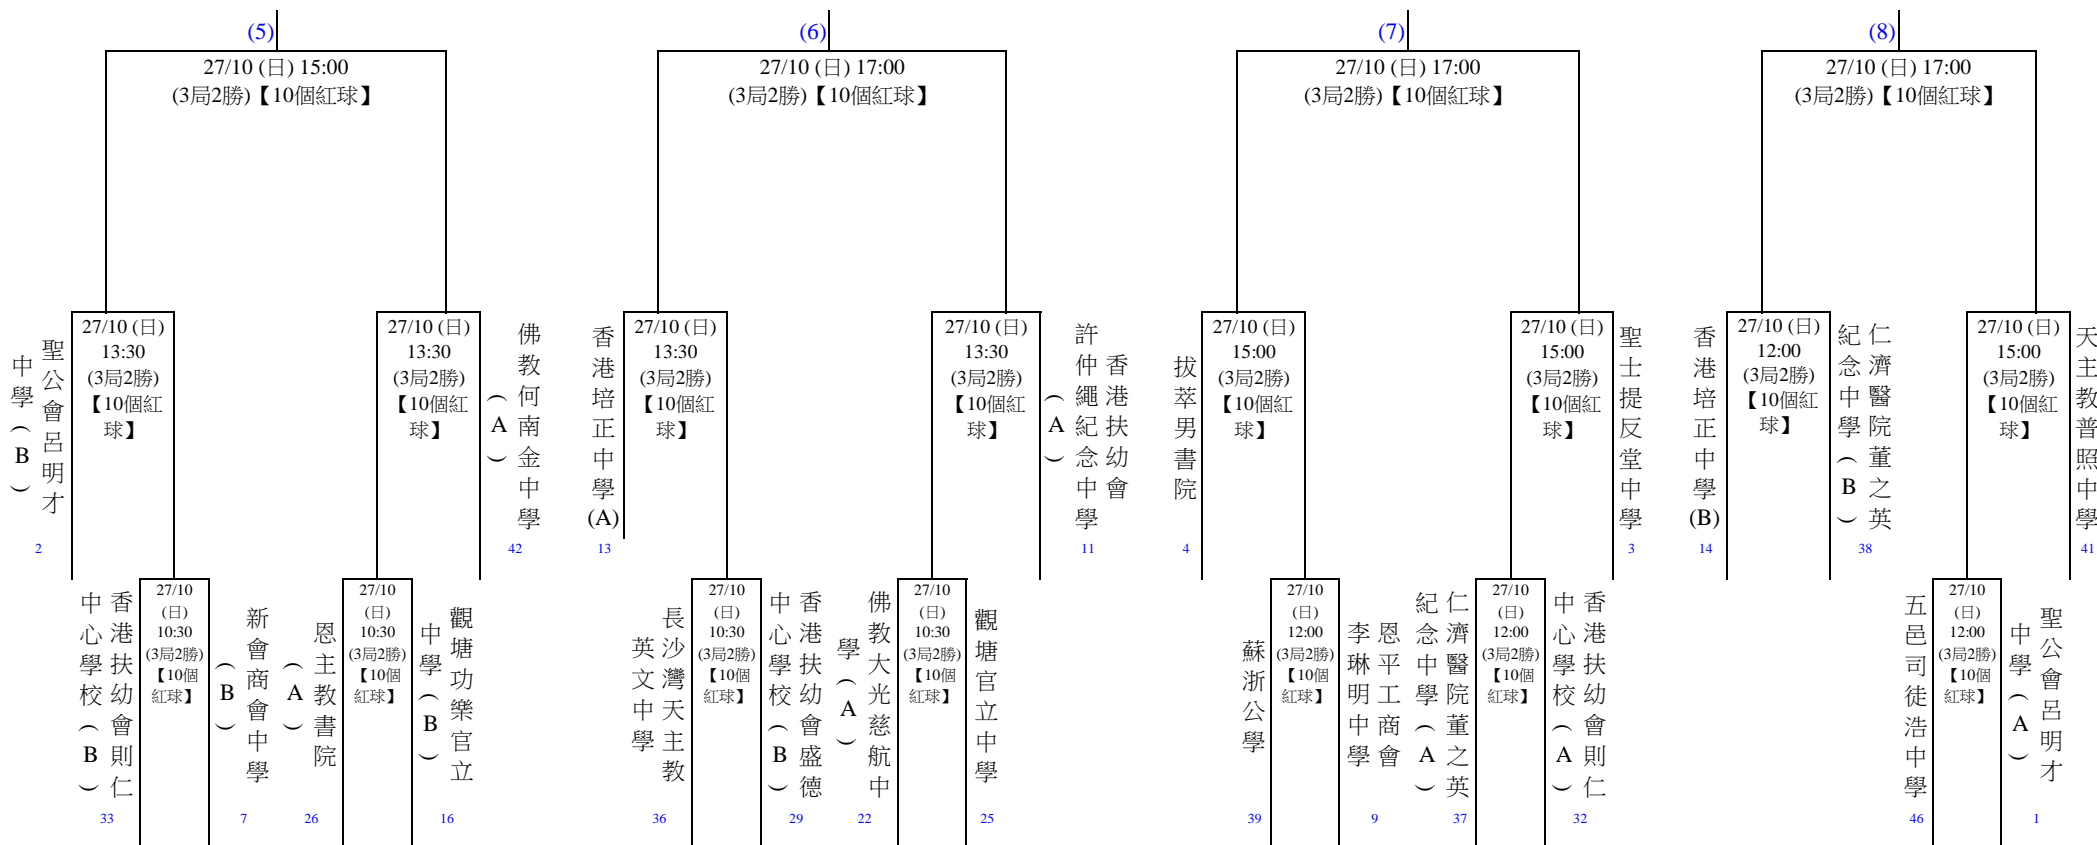 (5)
27/10 (日) 15:00
(3局2勝)【10個紅球】
(6)
27/10 (日) 17:00
(3局2勝)【10個紅球】
(7)
27/10 (日) 17:00
(3局2勝)【10個紅球】
(8)
27/10 (日) 17:00
(3局2勝)【10個紅球】
聖公會呂明才
中學（B）
2
27/10 (日)
13:30
(3局2勝)
【10個紅
球】
27/10 (日)
13:30
(3局2勝)
【10個紅
球】
佛教何南金中學
（A）
42
香港培正中學(A)
13
27/10 (日)
13:30
(3局2勝)
【10個紅
球】
27/10 (日)
13:30
(3局2勝)
【10個紅
球】
香港扶幼會
許仲繩紀念中學
（A）
11
拔萃男書院
4
27/10 (日)
15:00
(3局2勝)
【10個紅
球】
27/10 (日)
15:00
(3局2勝)
【10個紅
球】
聖士提反堂中學
3
香港培正中學(B)
14
27/10 (日)
12:00
(3局2勝)
【10個紅
球】
仁濟醫院董之英
紀念中學（B）
38
27/10 (日)
15:00
(3局2勝)
【10個紅
球】
天主教普照中學
41
香港扶幼會則仁
中心學校（B）
33
27/10
(日)
10:30
(3局2勝)
【10個
紅球】
新會商會中學
（B）
7
恩主教書院
（A）
26
27/10
(日)
10:30
(3局2勝)
【10個
紅球】
觀塘功樂官立
中學（B）
16
長沙灣天主教
英文中學
36
27/10
(日)
10:30
(3局2勝)
【10個
紅球】
香港扶幼會盛德
中心學校（B）
29
佛教大光慈航中
學（A）
22
27/10
(日)
10:30
(3局2勝)
【10個
紅球】
觀塘官立中學
25
蘇浙公學
39
27/10
(日)
12:00
(3局2勝)
【10個
紅球】
恩平工商會
李琳明中學
9
仁濟醫院董之英
紀念中學（A）
37
27/10
(日)
12:00
(3局2勝)
【10個
紅球】
香港扶幼會則仁
中心學校（A）
32
五邑司徒浩中學
46
27/10
(日)
12:00
(3局2勝)
【10個
紅球】
聖公會呂明才
中學（A）
1